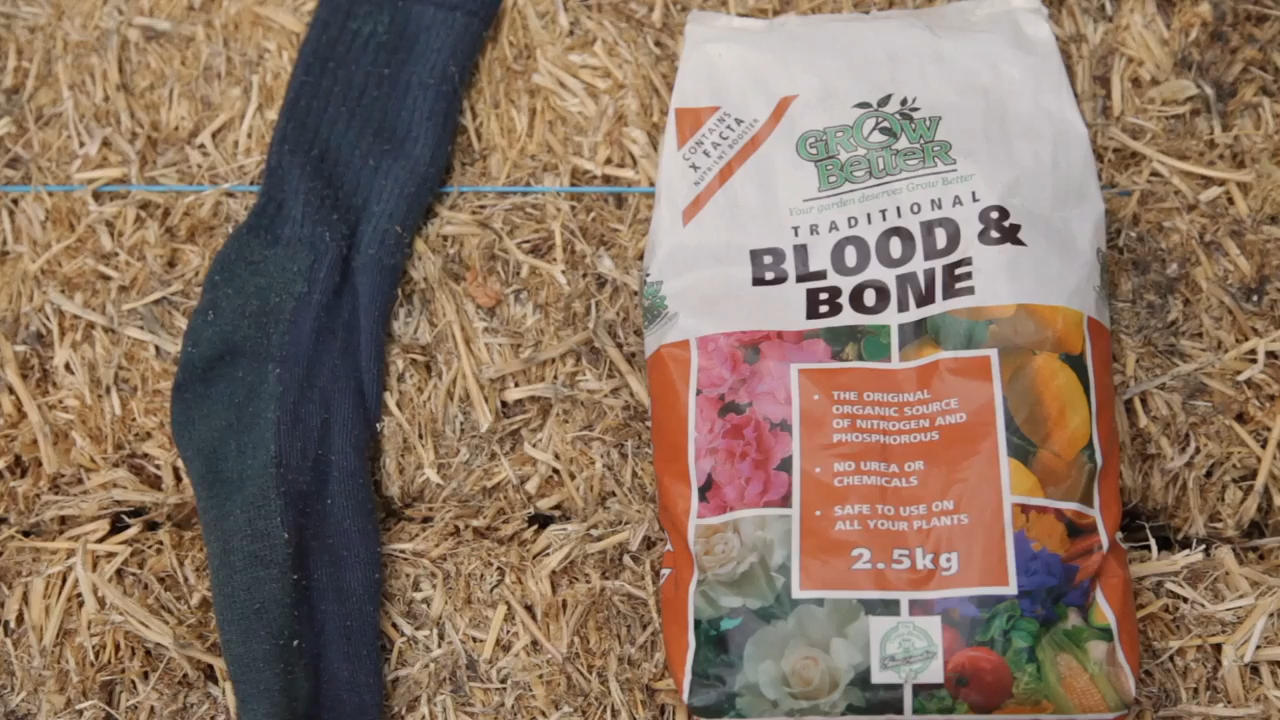 CONTAINS
X FACTA
NUTRIENT BOOSTER
GROW
BETTER
Your garden deserves Grow Better
TRADITIONAL
BLOOD &
BONE
• THE ORIGINAL
ORGANIC SOURCE
OF NITROGEN AND
PHOSPHOROUS
• NO UREA OR
CHEMICALS
• SAFE TO USE ON
ALL YOUR PLANTS
2.5kg